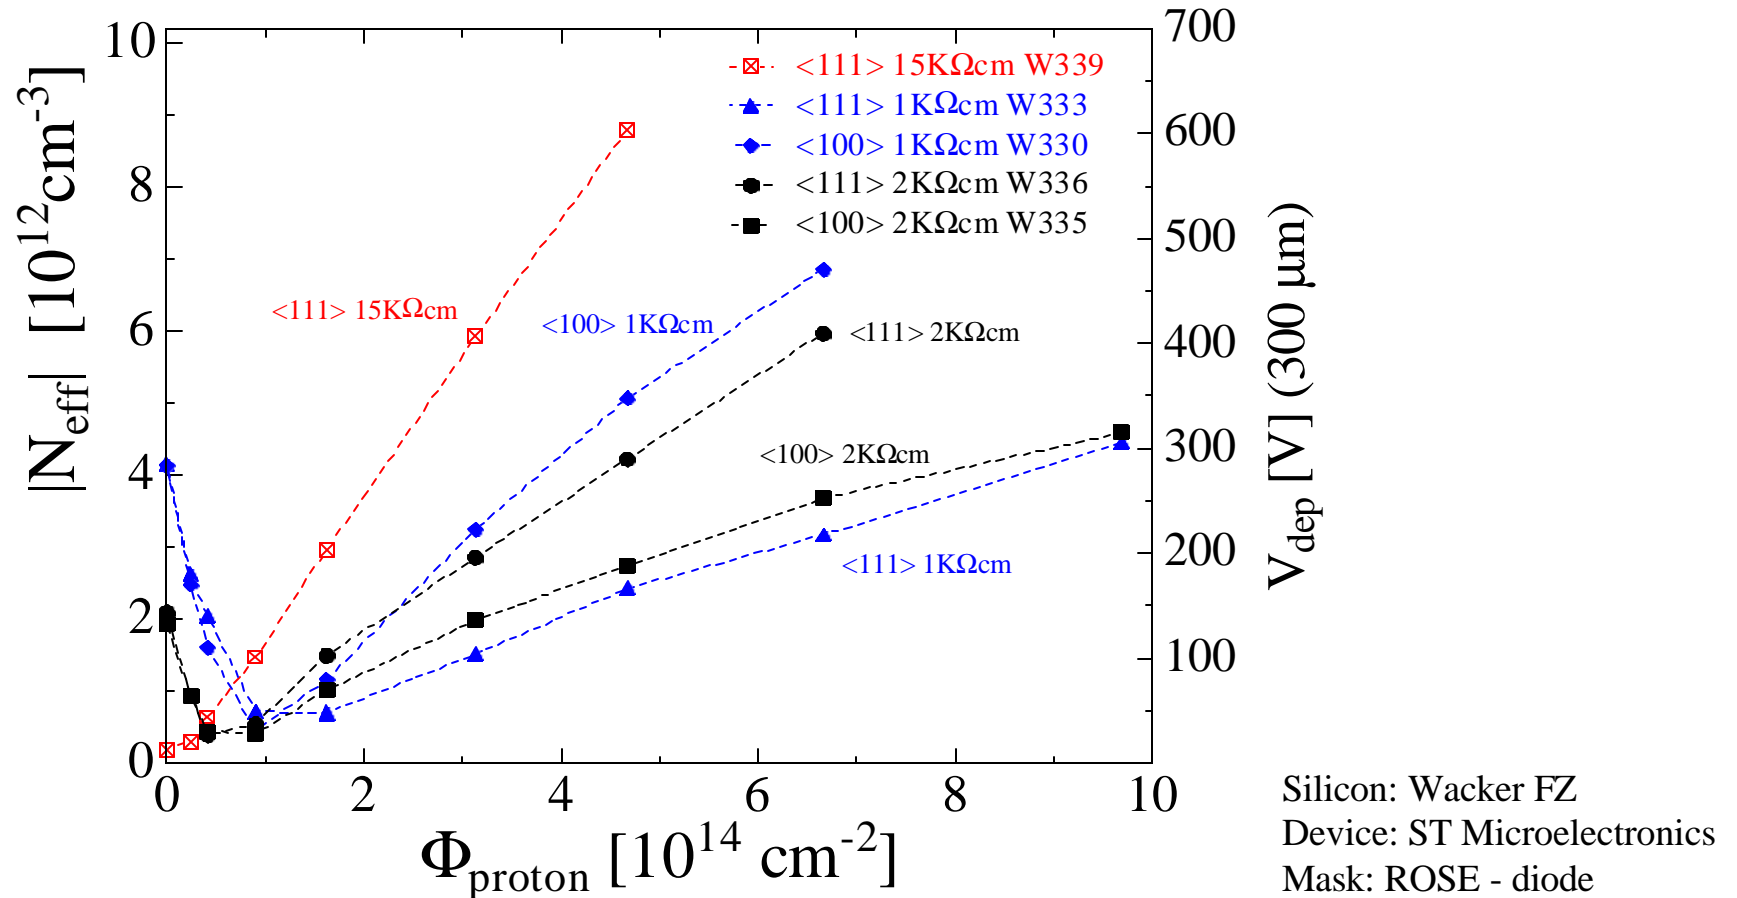 |N_eff| [10^12 cm^-3]
10
8
6
4
2
0
<111> 15KΩcm W339
<111> 1KΩcm W333
<100> 1KΩcm W330
<111> 2KΩcm W336
<100> 2KΩcm W335
<111> 15KΩcm
<100> 1KΩcm
<111> 2KΩcm
<100> 2KΩcm
<111> 1KΩcm
700
600
500
400
300
200
100
V_dep [V] (300 μm)
0 2 4 6 8 10
Φ_proton [10^14 cm^-2]
Silicon: Wacker FZ
Device: ST Microelectronics
Mask: ROSE - diode